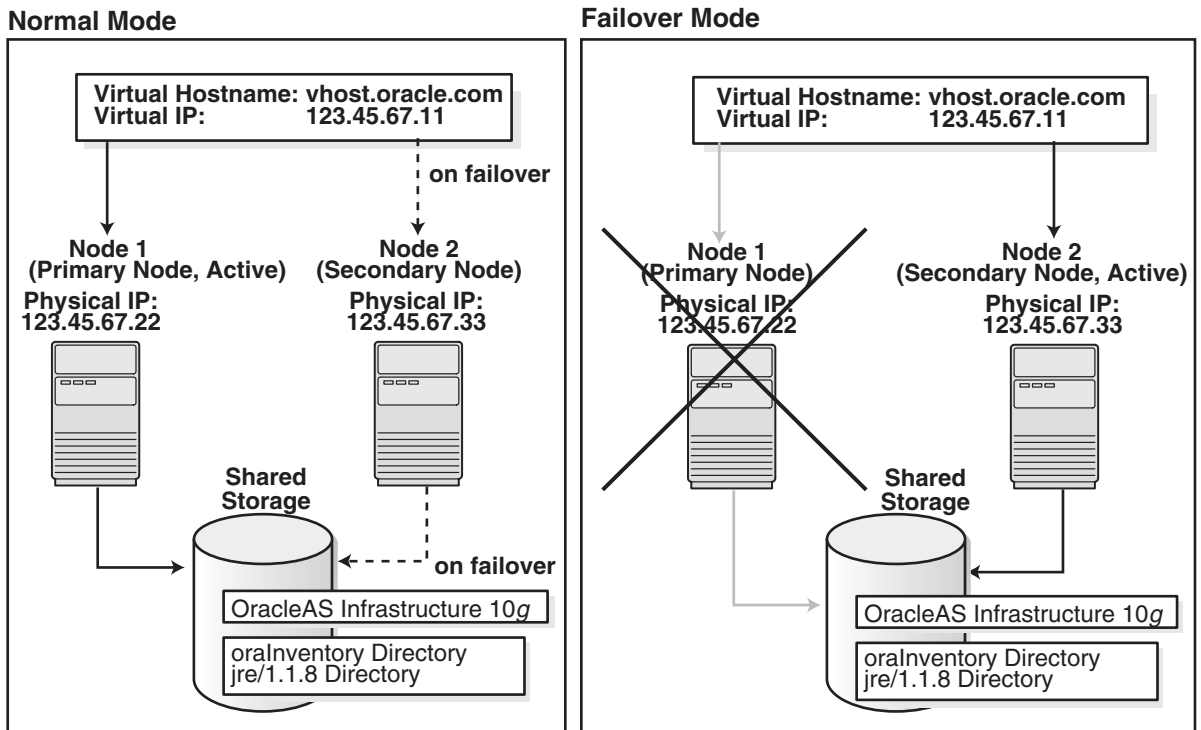 Normal Mode
Virtual Hostname: vhost.oracle.com
Virtual IP: 123.45.67.11
on failover
Node 1
(Primary Node, Active)
Physical IP:
123.45.67.22
Node 2
(Secondary Node)
Physical IP:
123.45.67.33
Shared
Storage
on failover
OracleAS Infrastructure 10g
oraInventory Directory
jre/1.1.8 Directory
Failover Mode
Virtual Hostname: vhost.oracle.com
Virtual IP: 123.45.67.11
Node 1
(Primary Node)
Physical IP:
123.45.67.22
Node 2
(Secondary Node, Active)
Physical IP:
123.45.67.33
Shared
Storage
OracleAS Infrastructure 10g
oraInventory Directory
jre/1.1.8 Directory